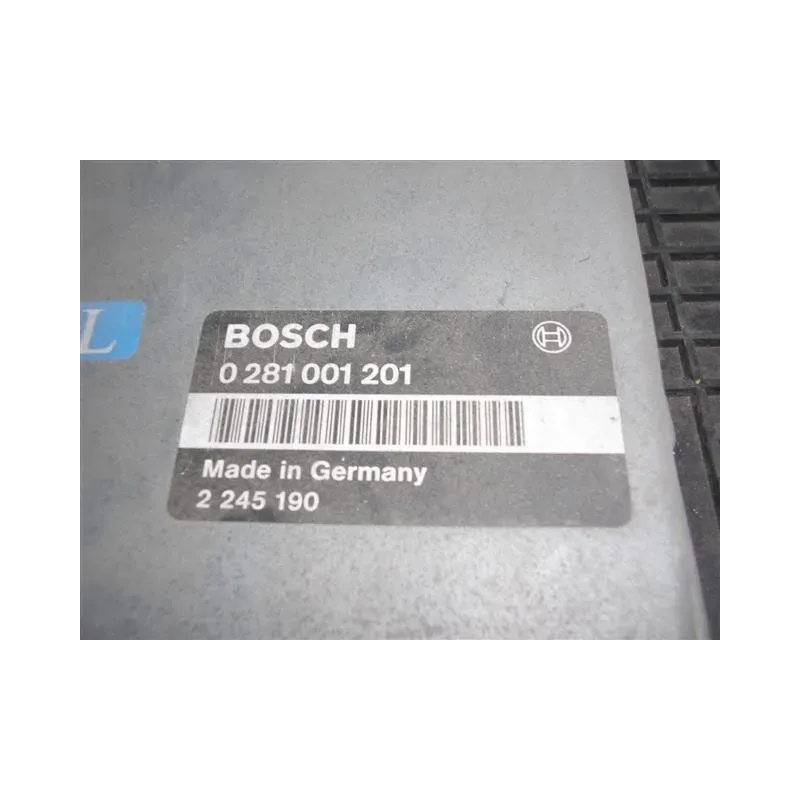 L
BOSCH
0 281 001 201
Made in Germany
2 245 190